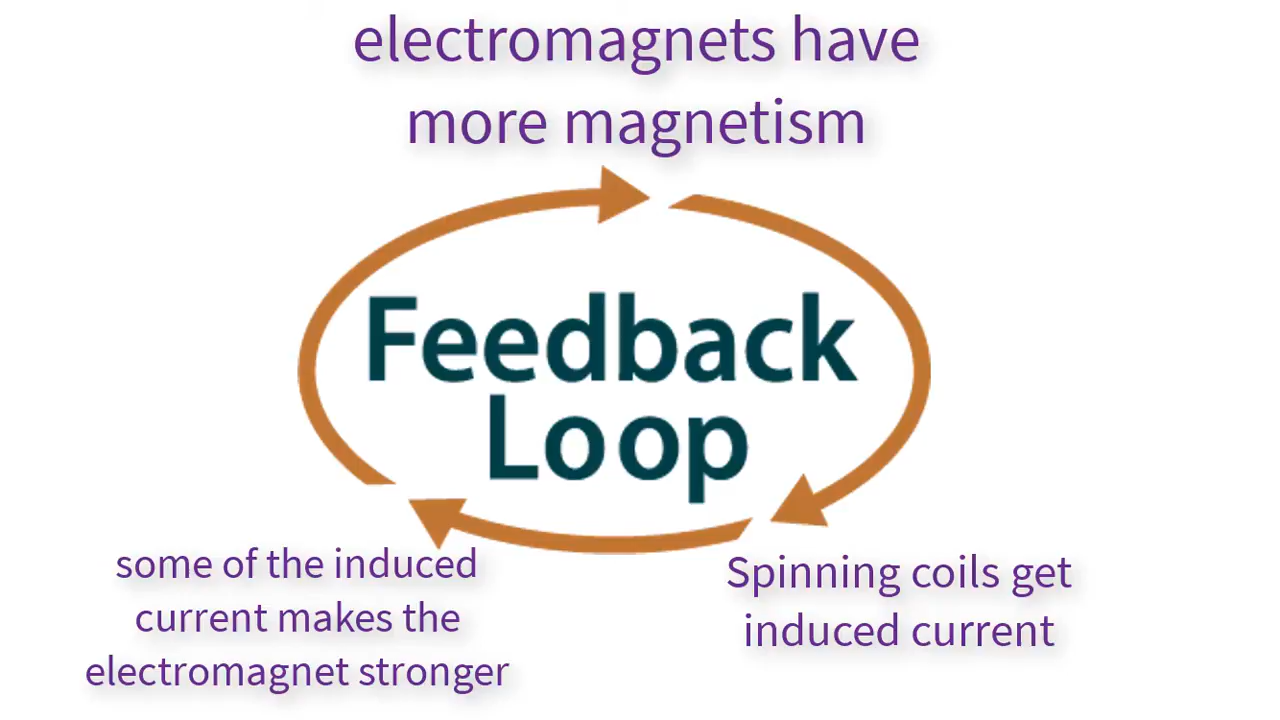 electromagnets have
more magnetism
Feedback
Loop
some of the induced
current makes the
electromagnet stronger
Spinning coils get
induced current